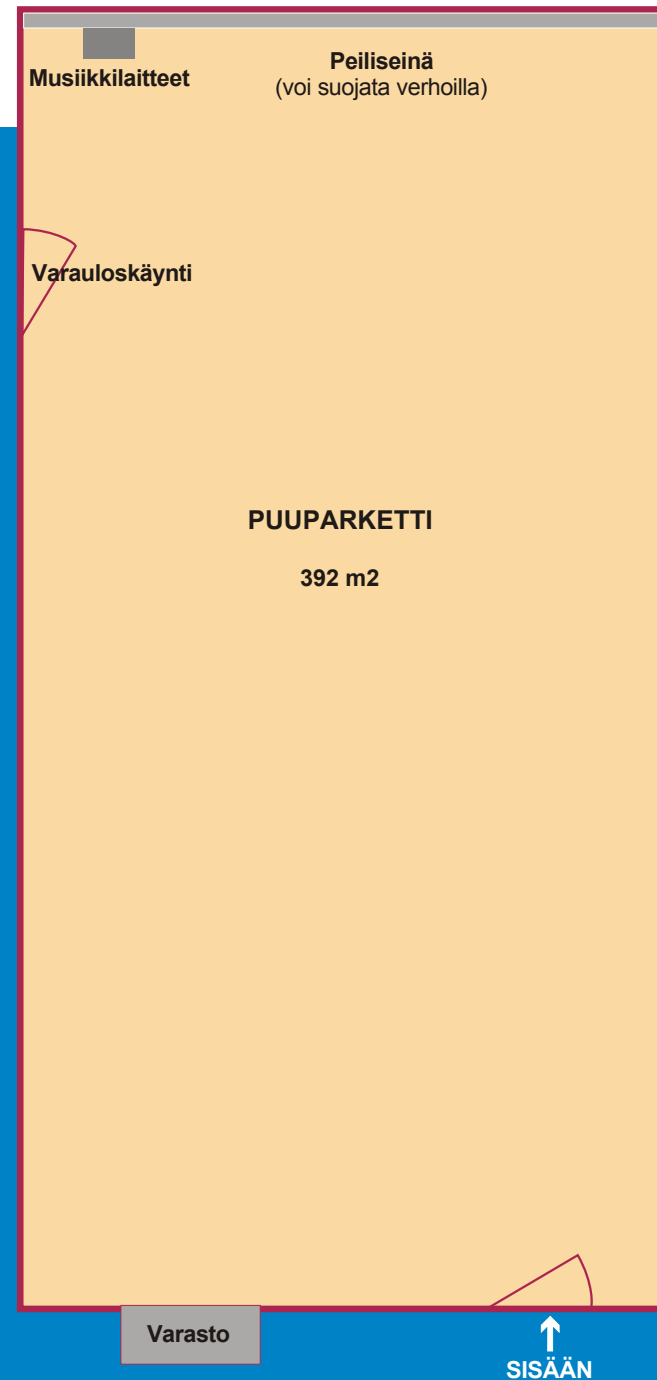 Musiikkilaitteet
Peiliseinä
(voi suojata verhoilla)
Varauloskäynti
PUUPARKETTI
392 m2
Varasto
SISÄÄN